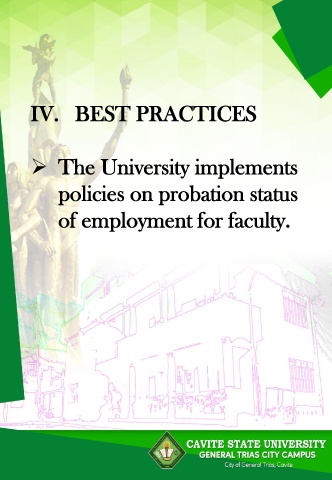 IV. BEST PRACTICES
➢ The University implements
policies on probation status
of employment for faculty.
CAVITE STATE UNIVERSITY
GENERAL TRIAS CITY CAMPUS
City of General Trias, Cavite